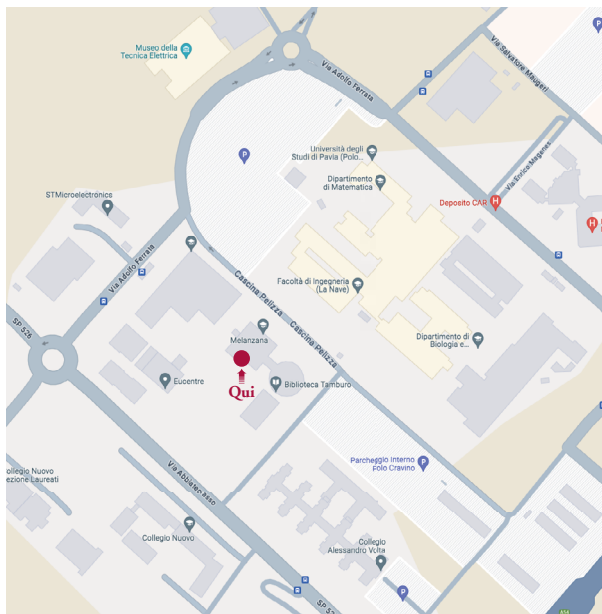 Museo della
Tecnica Elettrica
P
Via Salvatore Maugeri
Via Adolfo Ferrata
P
Università degli
Studi di Pavia (Polo...
Dipartimento
di Matematica
Via Enrico Magenes
STMicroelectronics
Deposito CAR
H
H
Via Adolfo Ferrata
Cascina Pelizza
Facoltà di Ingegneria
(La Nave)
SP 526
Melanzana
Cascina Pelizza
Dipartimento di
Biologia e...
Qui
Eucentre
Biblioteca Tamburo
Parcheggio Interno
Polo Cravino
P
Collegio Nuovo
Via Abbiategrasso
Collegio Nuovo
Collegio
Alessandro Volta
P
A54